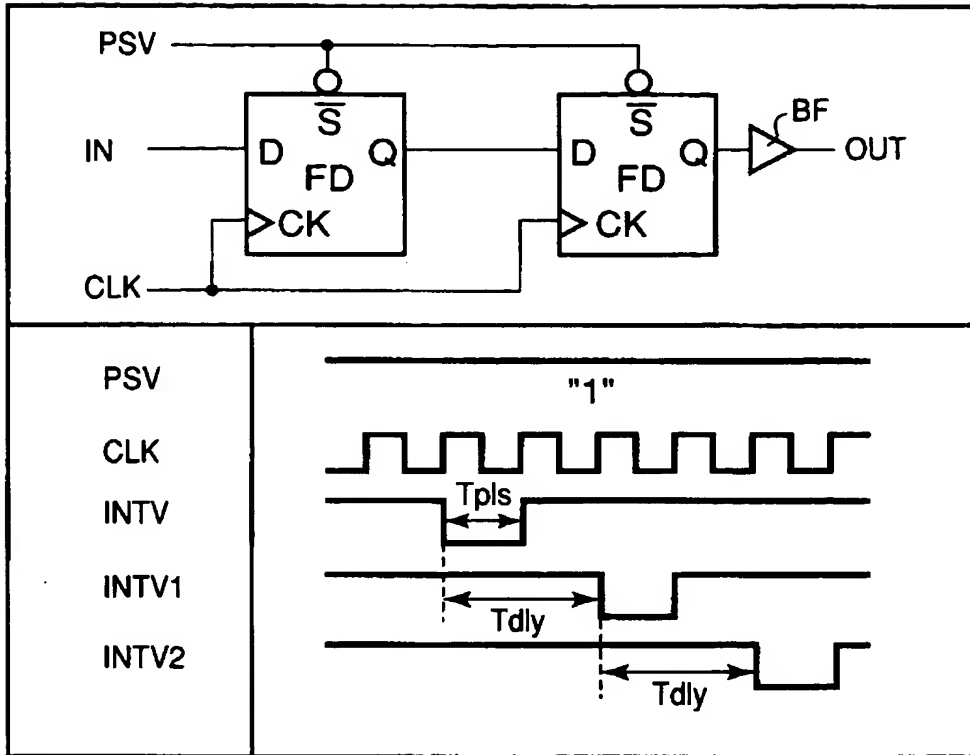 PSV
S S
BF
IN D Q D Q OUT
FD FD
CK CK
CLK
PSV "1"
CLK
INTV Tpls
INTV1 Tdly
INTV2 Tdly